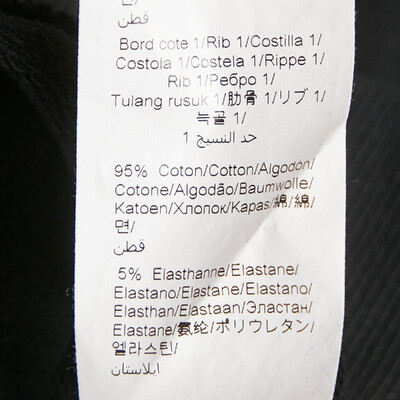 면/
قطن
Bord cote 1/Rib 1/Costilla 1/
Costola 1/Costela 1/Rippe 1/
Rib 1/Ребро 1/
Tulang rusuk 1/肋骨 1/リブ 1/
늑골 1/
حد النسيج 1
95% Coton/Cotton/Algodon/
Cotone/Algodão/Baumwolle/
Katoen/Хлопок/Kapas/綿/綿/
면/
قطن
5% Elasthanne/Elastane/
Elastano/Elastane/Elastano/
Elasthan/Elastaan/Эластан/
Elastane/氨纶/ポリウレタン/
엘라스틴/
ايلاستان